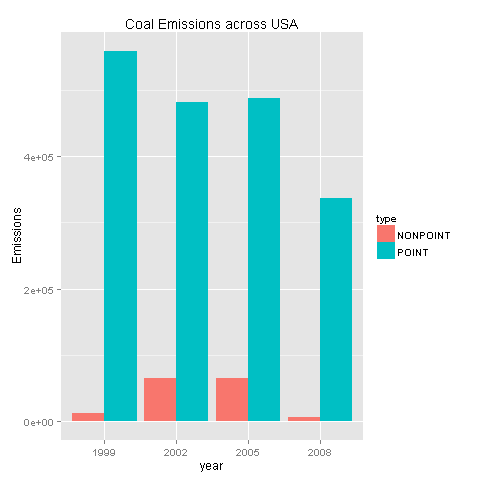 Coal Emissions across USA
Emissions
4e+05
2e+05
0e+00
1999 2002 2005 2008
year
type
NONPOINT
POINT